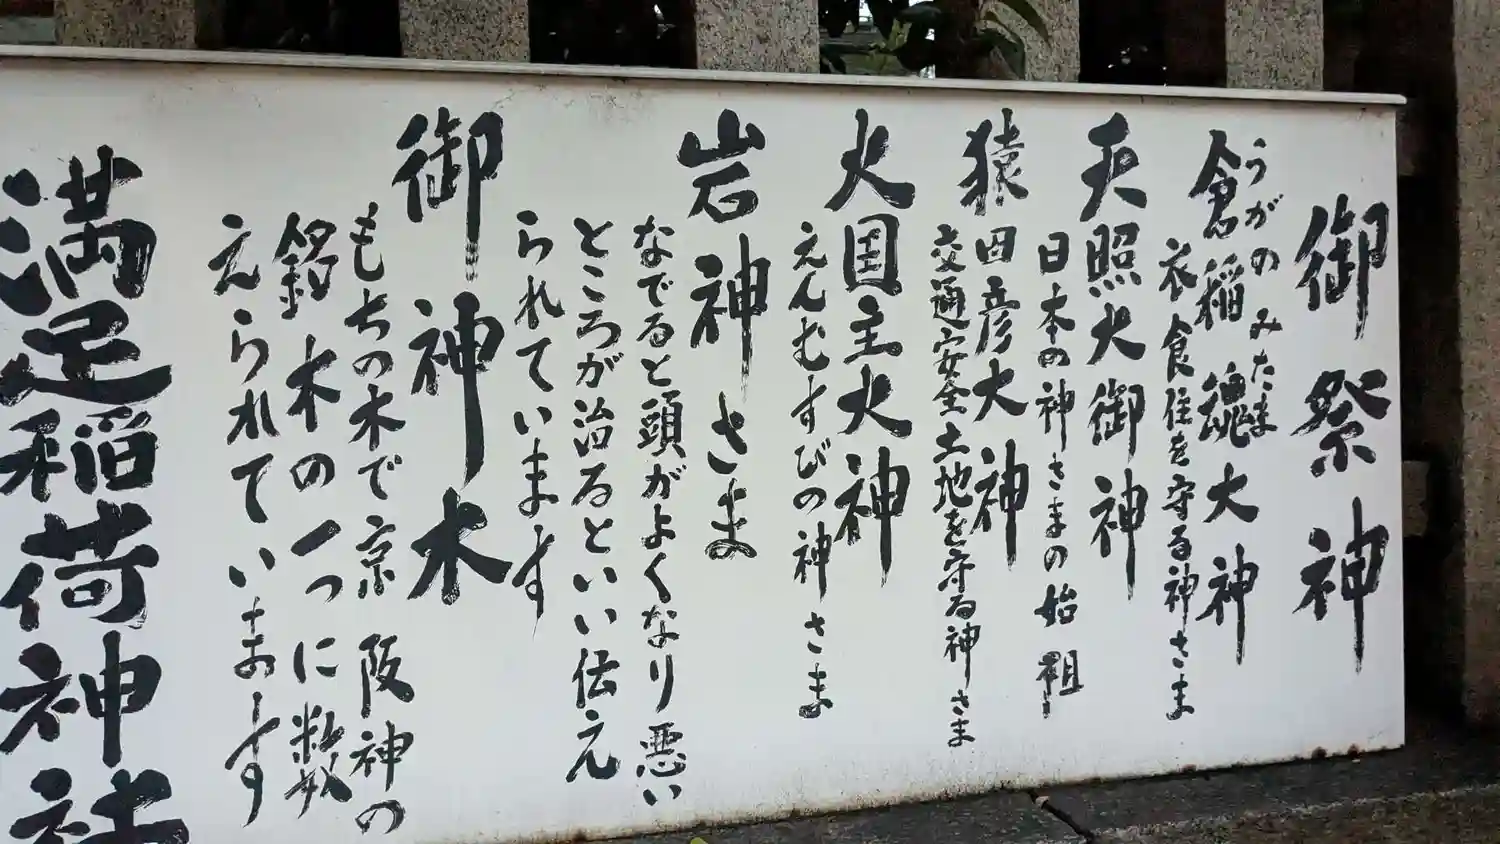 御祭神
うがのみたま
倉稲魂大神
衣食住を守る神さま
天照大御神
日本の神さまの始祖
猿田彦大神
交通安全土地を守る神さま
大国主大神
えんむすびの神さま
岩神さま
なでると頭がよくなり悪い
ところが治るといい伝え
られています
御神木
もちの木で京阪神の
銘木の一つに数
えられています
満足稲荷神社